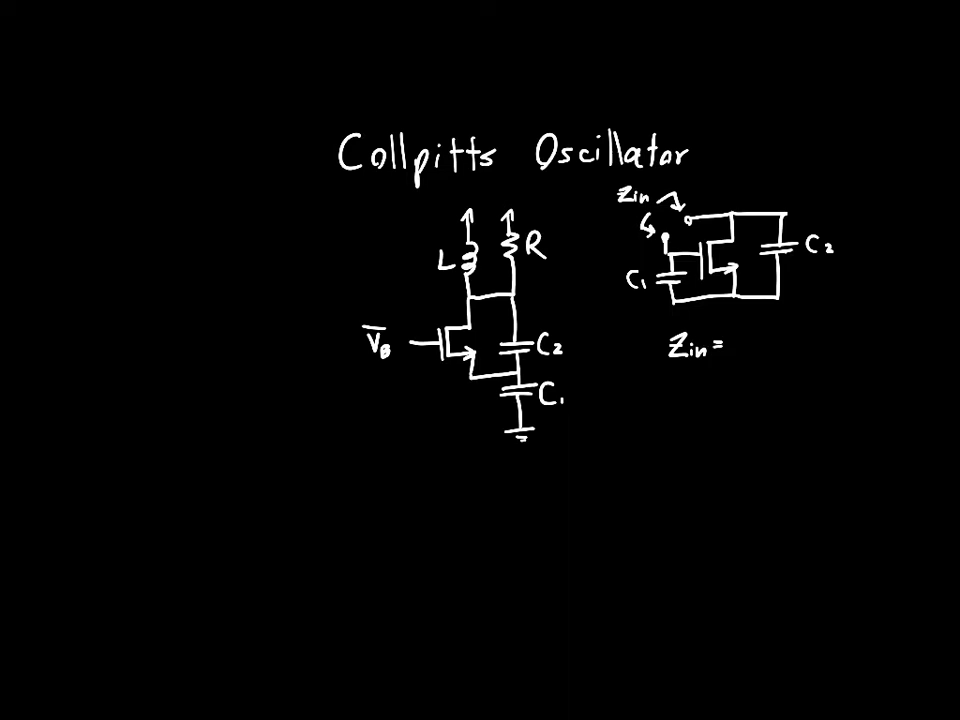 Collpitts Oscillator
Zin
L
R
C1
C2
VB
C2
C1
Zin =